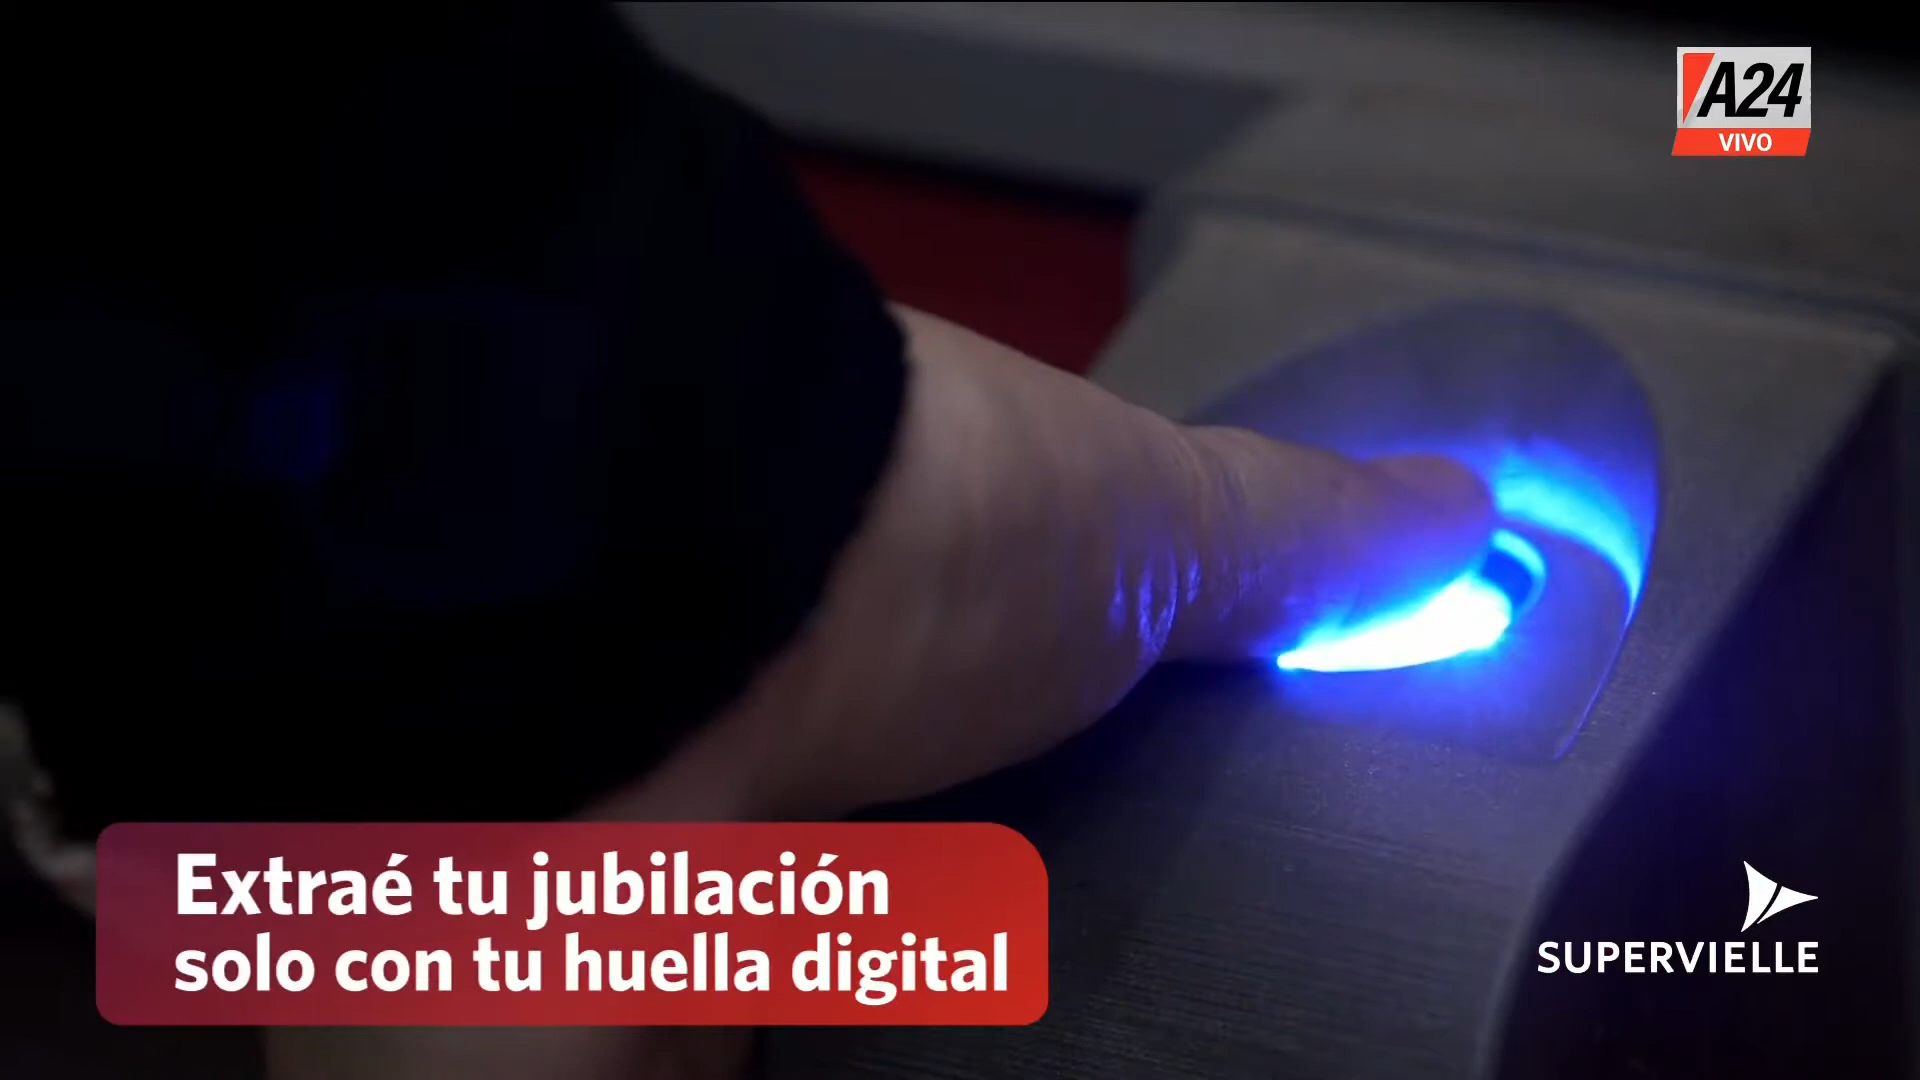 A24
VIVO
Extraé tu jubilación
solo con tu huella digital
SUPERVIELLE